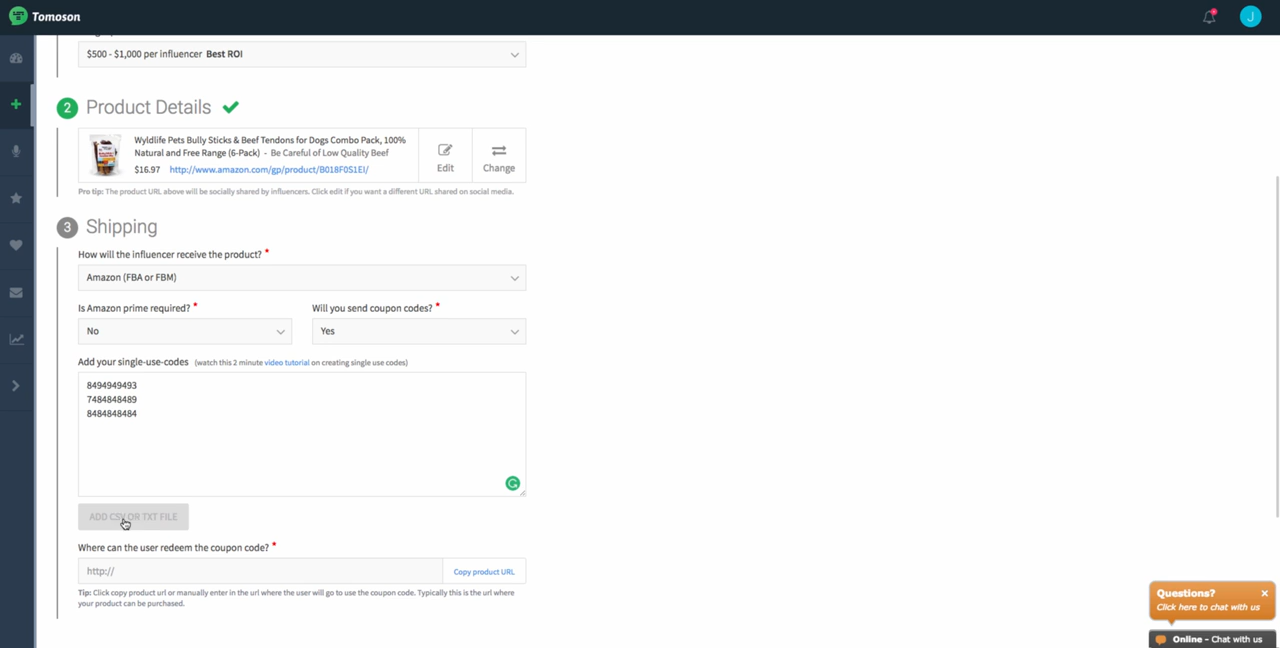 Tomoson
J
$500 - $1,000 per influencer Best ROI
2 Product Details
Wyldlife Pets Bully Sticks & Beef Tendons for Dogs Combo Pack, 100%
Natural and Free Range (6-Pack) - Be Careful of Low Quality Beef
$16.97 http://www.amazon.com/gp/product/B018F0S1EI/
Edit
Change
Pro tip: The product URL above will be socially shared by influencers. Click edit if you want a different URL shared on social media.
3 Shipping
How will the influencer receive the product? *
Amazon (FBA or FBM)
Is Amazon prime required? *
Will you send coupon codes? *
No
Yes
Add your single-use-codes (watch this 2 minute video tutorial on creating single use codes)
8494949493
7484848489
8484848484
ADD CSV OR TXT FILE
Where can the user redeem the coupon code? *
http://
Copy product URL
Tip: Click copy product url or manually enter in the url where the user will go to use the coupon code. Typically this is the url where
your product can be purchased.
Questions?
Click here to chat with us
Online - Chat with us